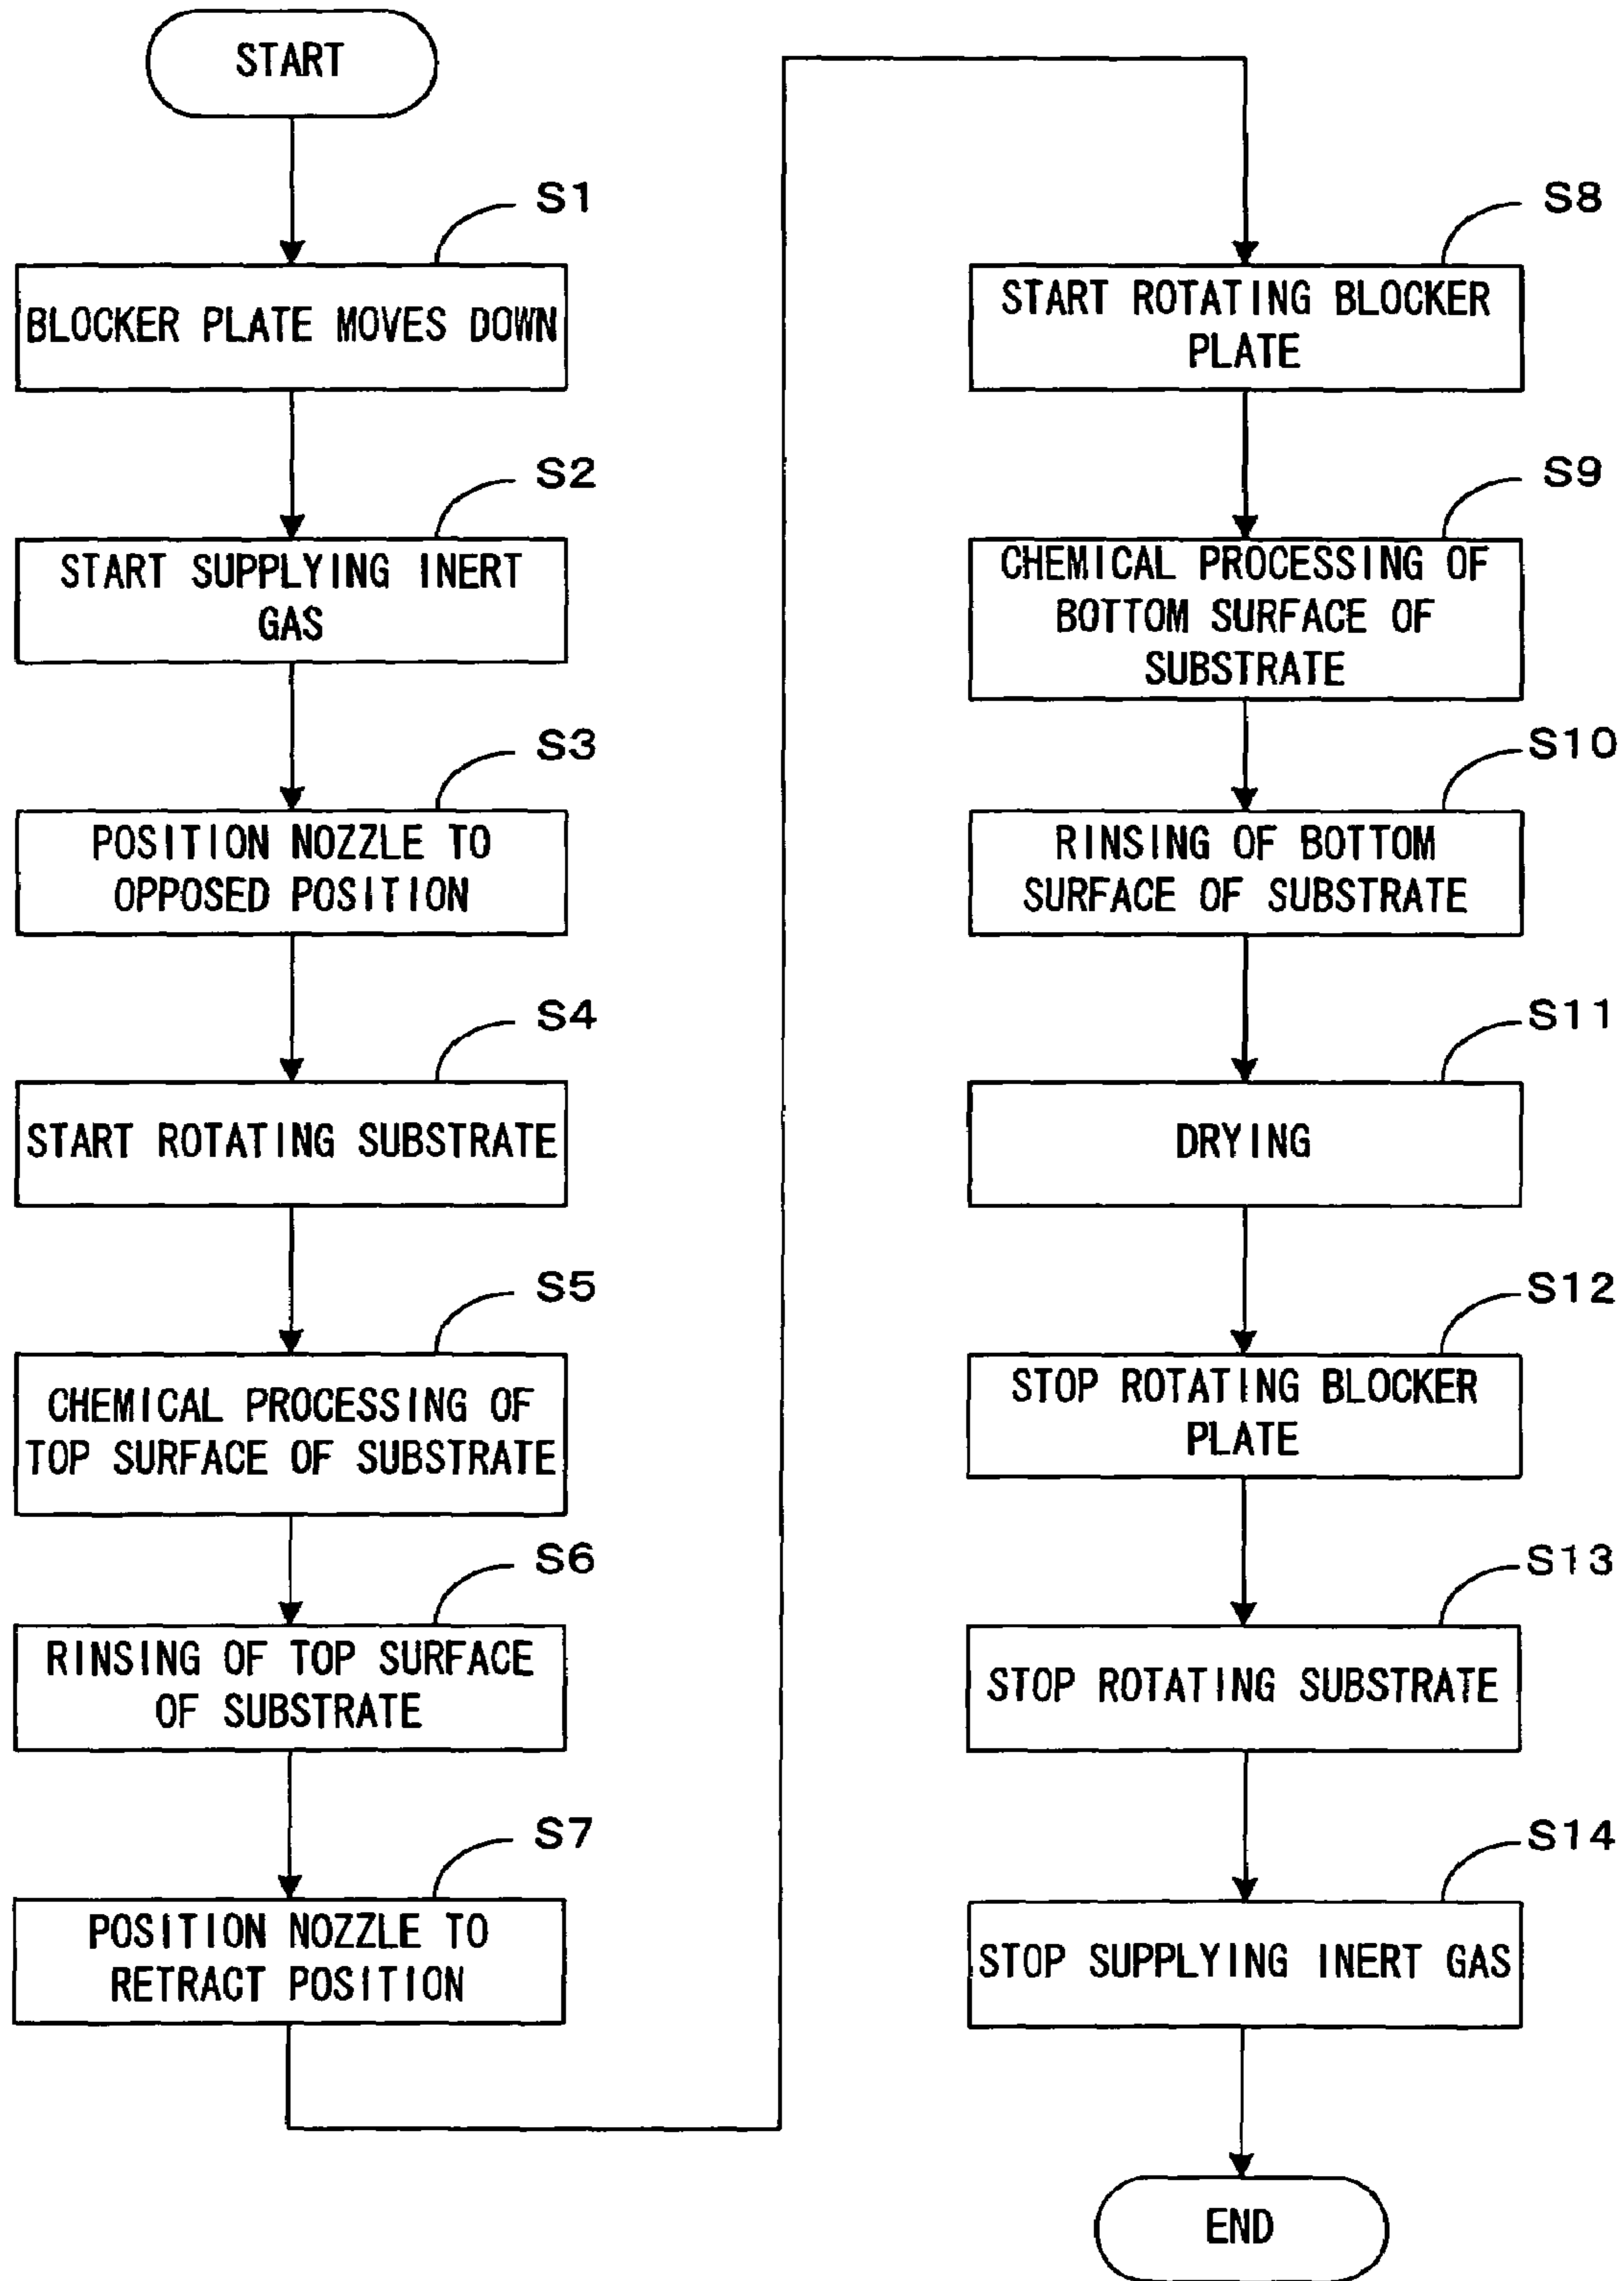 START
S1
BLOCKER PLATE MOVES DOWN
S2
START SUPPLYING INERT
GAS
S3
POSITION NOZZLE TO
OPPOSED POSITION
S4
START ROTATING SUBSTRATE
S5
CHEMICAL PROCESSING OF
TOP SURFACE OF SUBSTRATE
S6
RINSING OF TOP SURFACE
OF SUBSTRATE
S7
POSITION NOZZLE TO
RETRACT POSITION
S8
START ROTATING BLOCKER
PLATE
S9
CHEMICAL PROCESSING OF
BOTTOM SURFACE OF
SUBSTRATE
S10
RINSING OF BOTTOM
SURFACE OF SUBSTRATE
S11
DRYING
S12
STOP ROTATING BLOCKER
PLATE
S13
STOP ROTATING SUBSTRATE
S14
STOP SUPPLYING INERT GAS
END